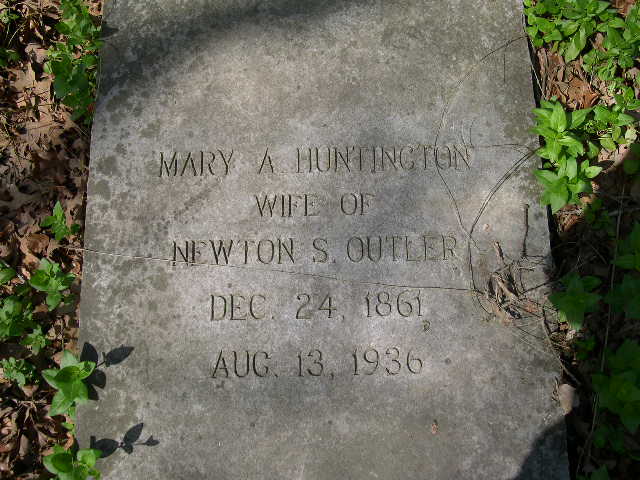 MARY A. HUNTINGTON
WIFE OF
NEWTON S. OUTLER
DEC. 24, 1861
AUG. 13, 1936